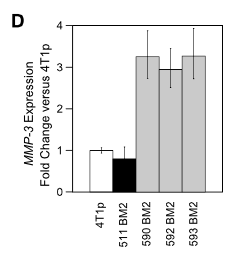 D
MMP-3 Expression
Fold Change versus 4T1p
4
3
2
1
0
4T1p
511 BM2
590 BM2
592 BM2
593 BM2